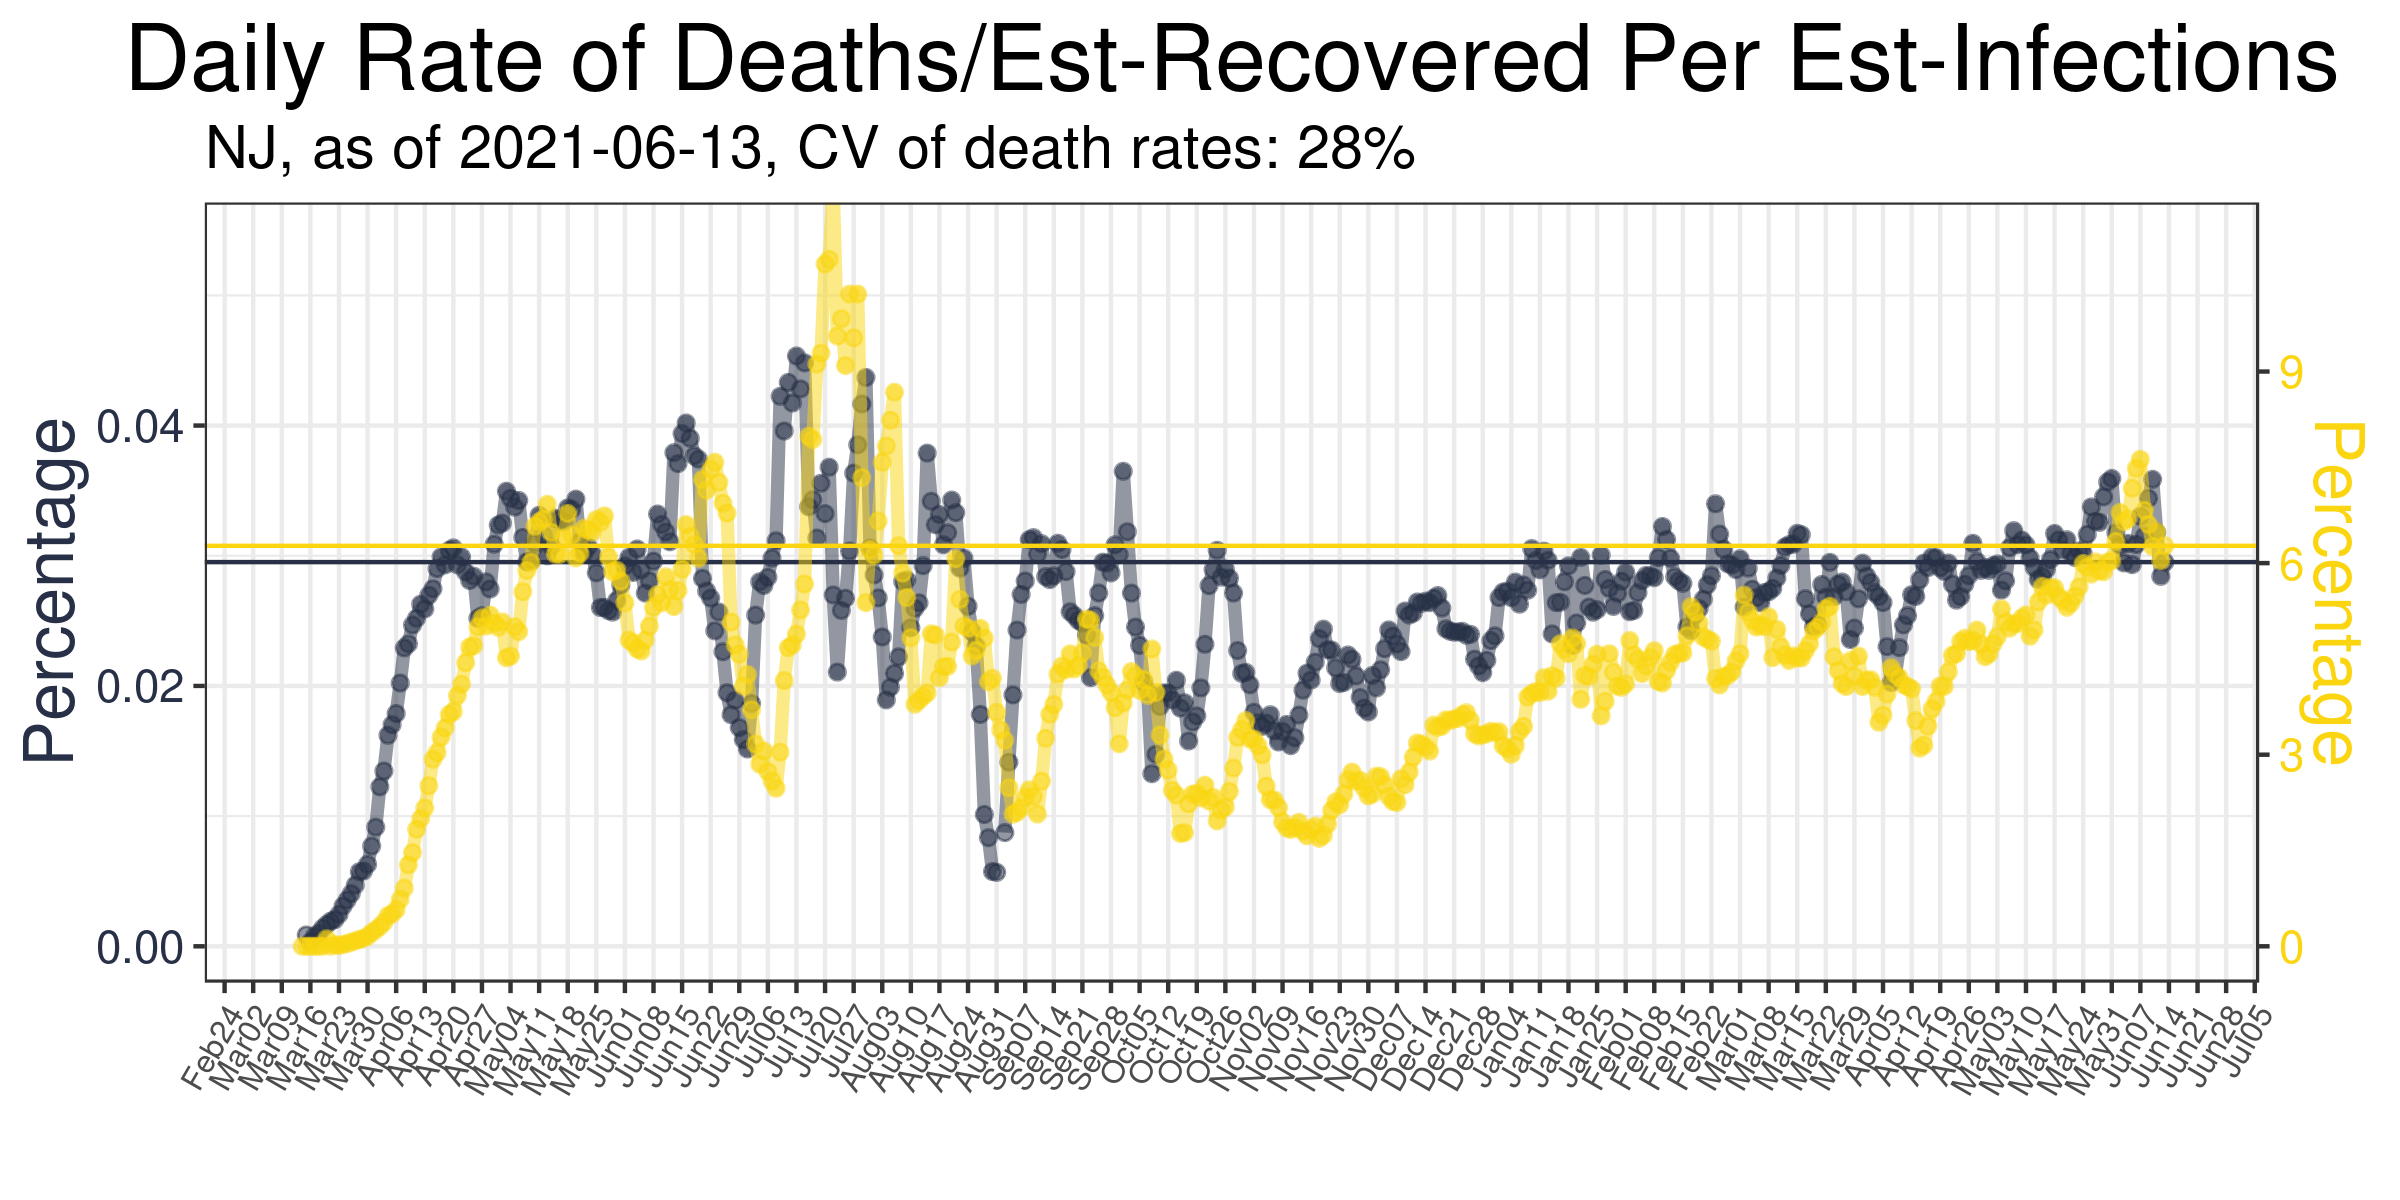 Daily Rate of Deaths/Est-Recovered Per Est-Infections
NJ, as of 2021-06-13, CV of death rates: 28%
Percentage
0.04
0.02
0.00
9
6
3
0
Percentage
Feb24
Mar02
Mar09
Mar16
Mar23
Mar30
Apr06
Apr13
Apr20
Apr27
May04
May11
May18
May25
Jun01
Jun08
Jun15
Jun22
Jun29
Jul06
Jul13
Jul20
Jul27
Aug03
Aug10
Aug17
Aug24
Aug31
Sep07
Sep14
Sep21
Sep28
Oct05
Oct12
Oct19
Oct26
Nov02
Nov09
Nov16
Nov23
Nov30
Dec07
Dec14
Dec21
Dec28
Jan04
Jan11
Jan18
Jan25
Feb01
Feb08
Feb15
Feb22
Mar01
Mar08
Mar15
Mar22
Mar29
Apr05
Apr12
Apr19
Apr26
May03
May10
May17
May24
May31
Jun07
Jun14
Jun21
Jun28
Jul05